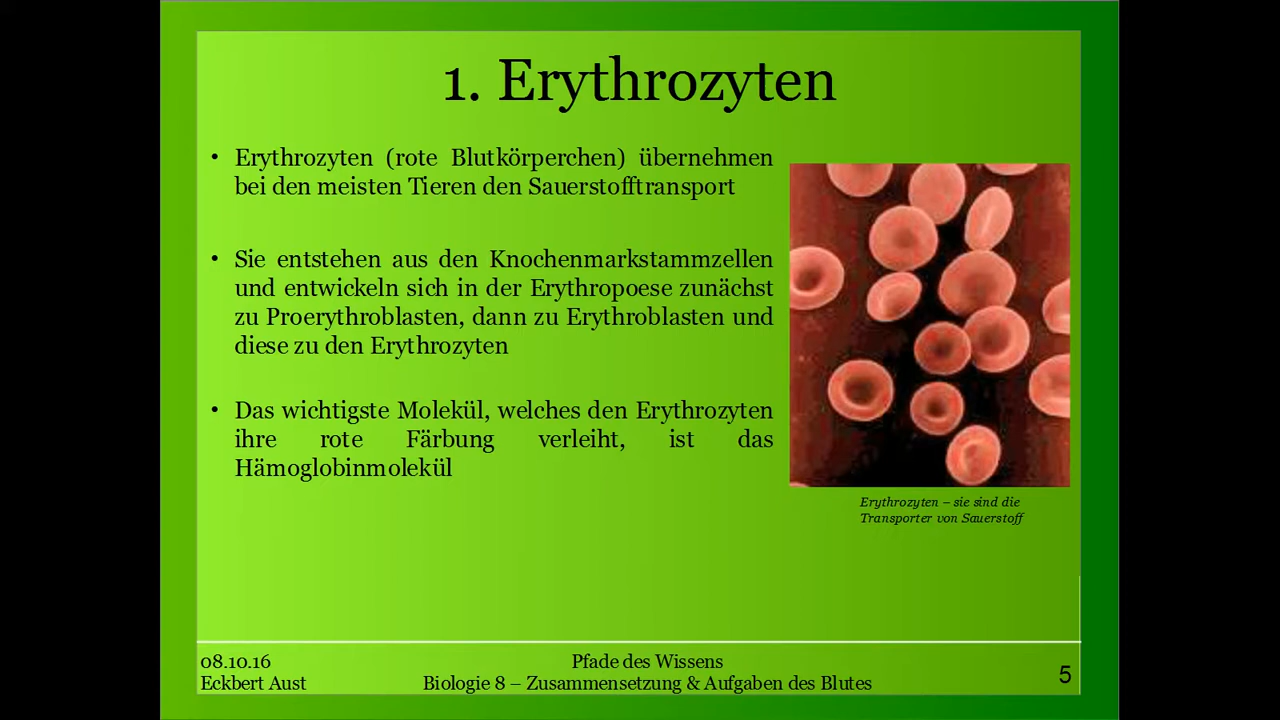 1. Erythrozyten
• Erythrozyten (rote Blutkörperchen) übernehmen
bei den meisten Tieren den Sauerstofftransport
• Sie entstehen aus den Knochenmarkstammzellen
und entwickeln sich in der Erythropoese zunächst
zu Proerythroblasten, dann zu Erythroblasten und
diese zu den Erythrozyten
• Das wichtigste Molekül, welches den Erythrozyten
ihre rote Färbung verleiht, ist das
Hämoglobinmolekül
Erythrozyten – sie sind die
Transporter von Sauerstoff
08.10.16
Eckbert Aust
Pfade des Wissens
Biologie 8 – Zusammensetzung & Aufgaben des Blutes
5